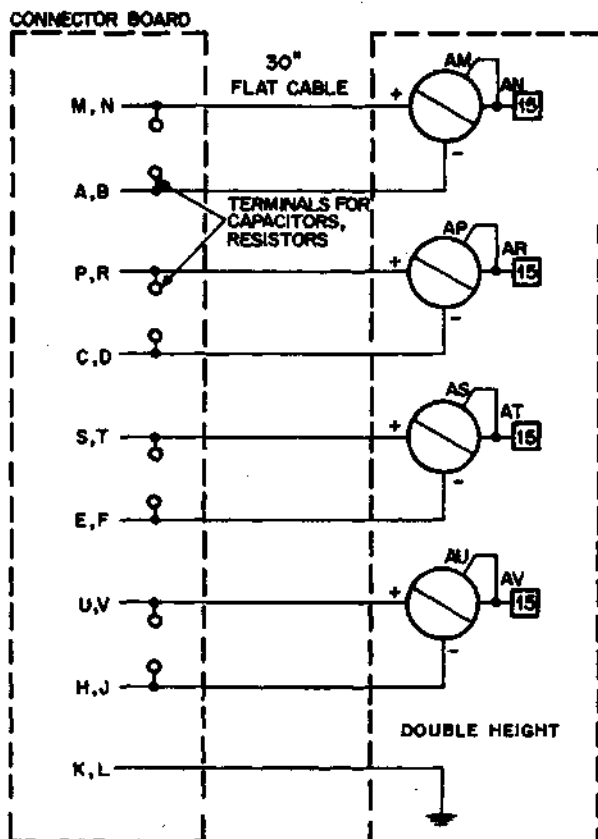 CONNECTOR BOARD
30"
FLAT CABLE
M,N
+
AM
AN
15
-
A,B
TERMINALS FOR
CAPACITORS,
RESISTORS
P,R
+
AP
AR
15
-
C,D
S,T
+
AS
AT
15
-
E,F
U,V
+
AU
AV
15
-
H,J
DOUBLE HEIGHT
K,L